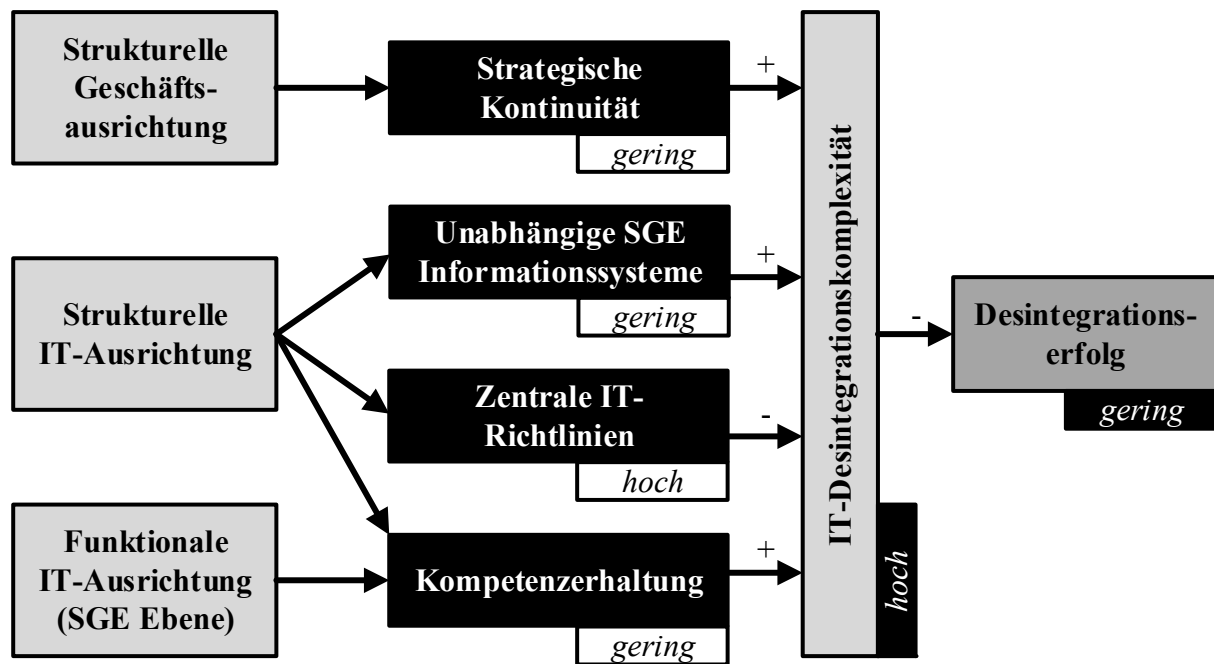 Strukturelle
Geschäfts-
ausrichtung
Strategische
Kontinuität
gering
+
Strukturelle
IT-Ausrichtung
Unabhängige SGE
Informationssysteme
gering
+
Zentrale IT-
Richtlinien
hoch
-
Funktionale
IT-Ausrichtung
(SGE Ebene)
Kompetenzerhaltung
gering
+
IT-Desintegrationskomplexität
hoch
-
Desintegrations-
erfolg
gering